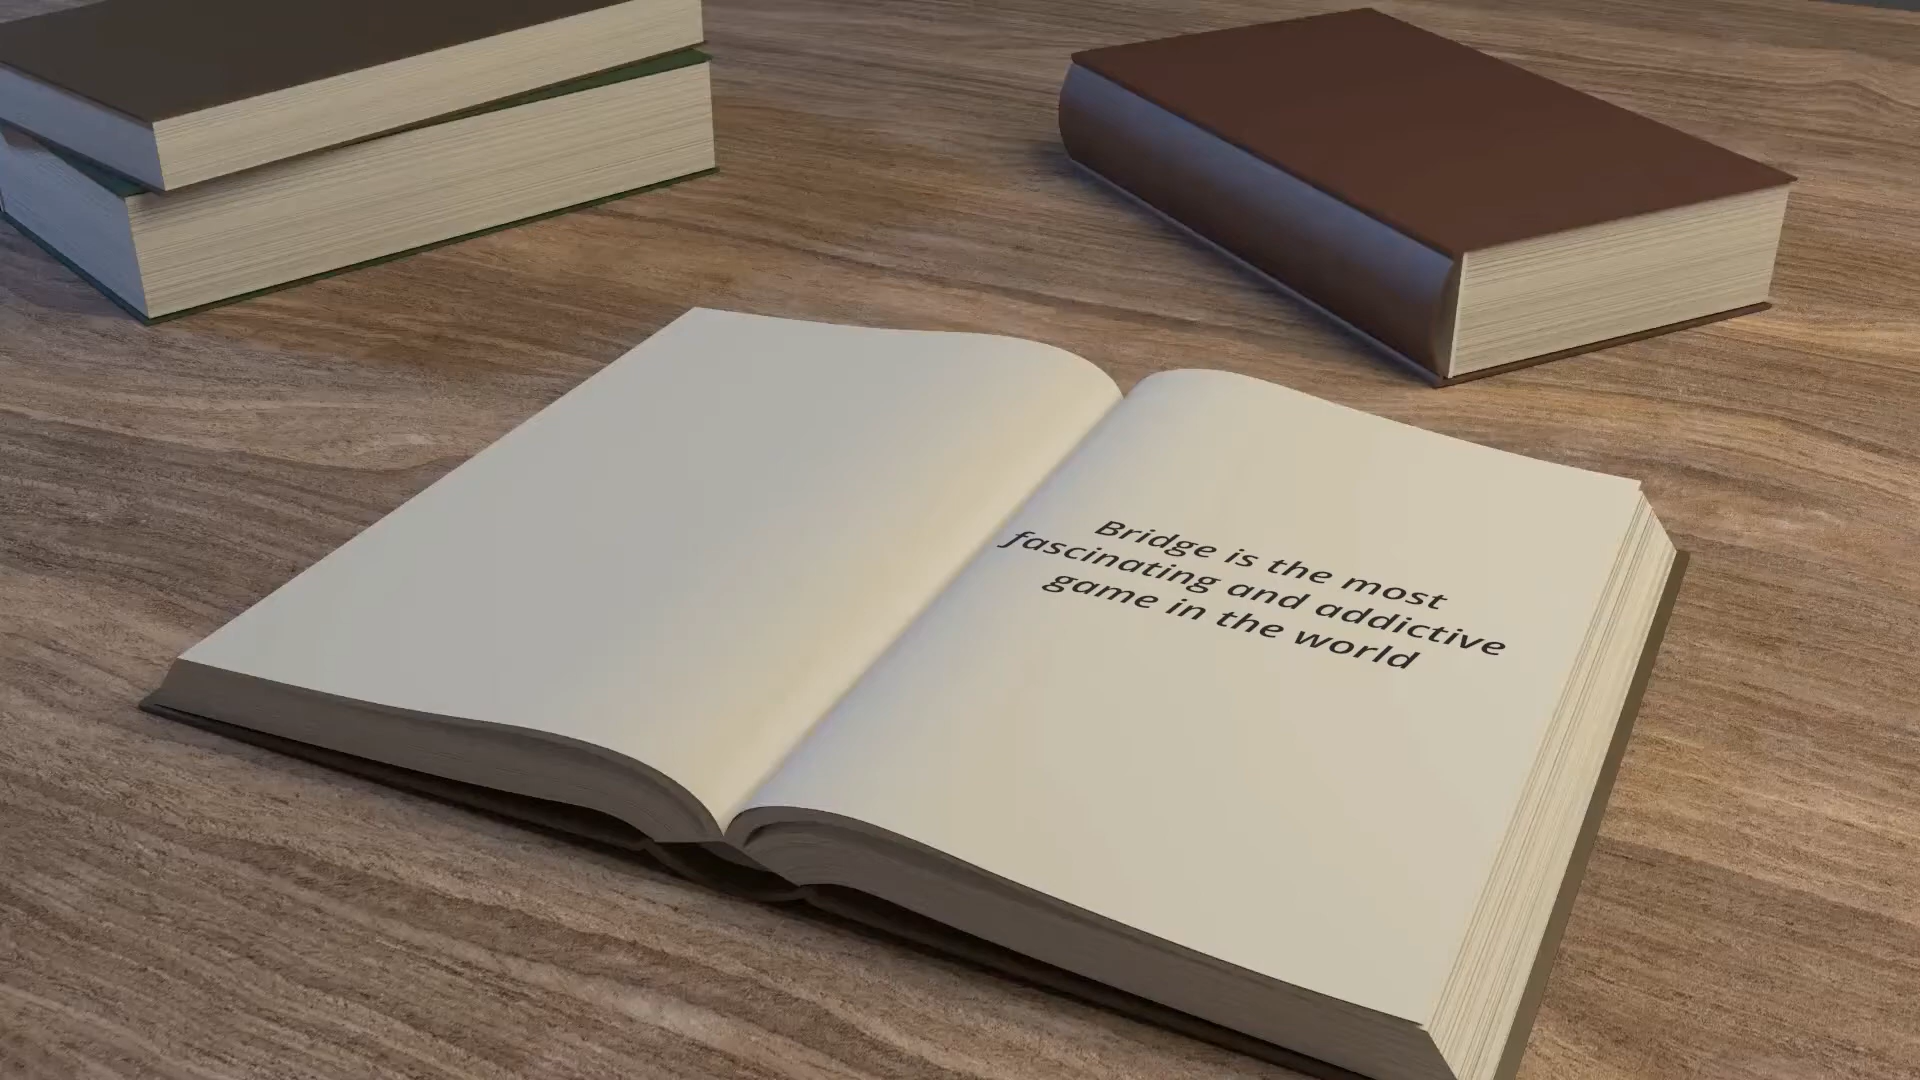 Bridge is the most
fascinating and addictive
game in the world